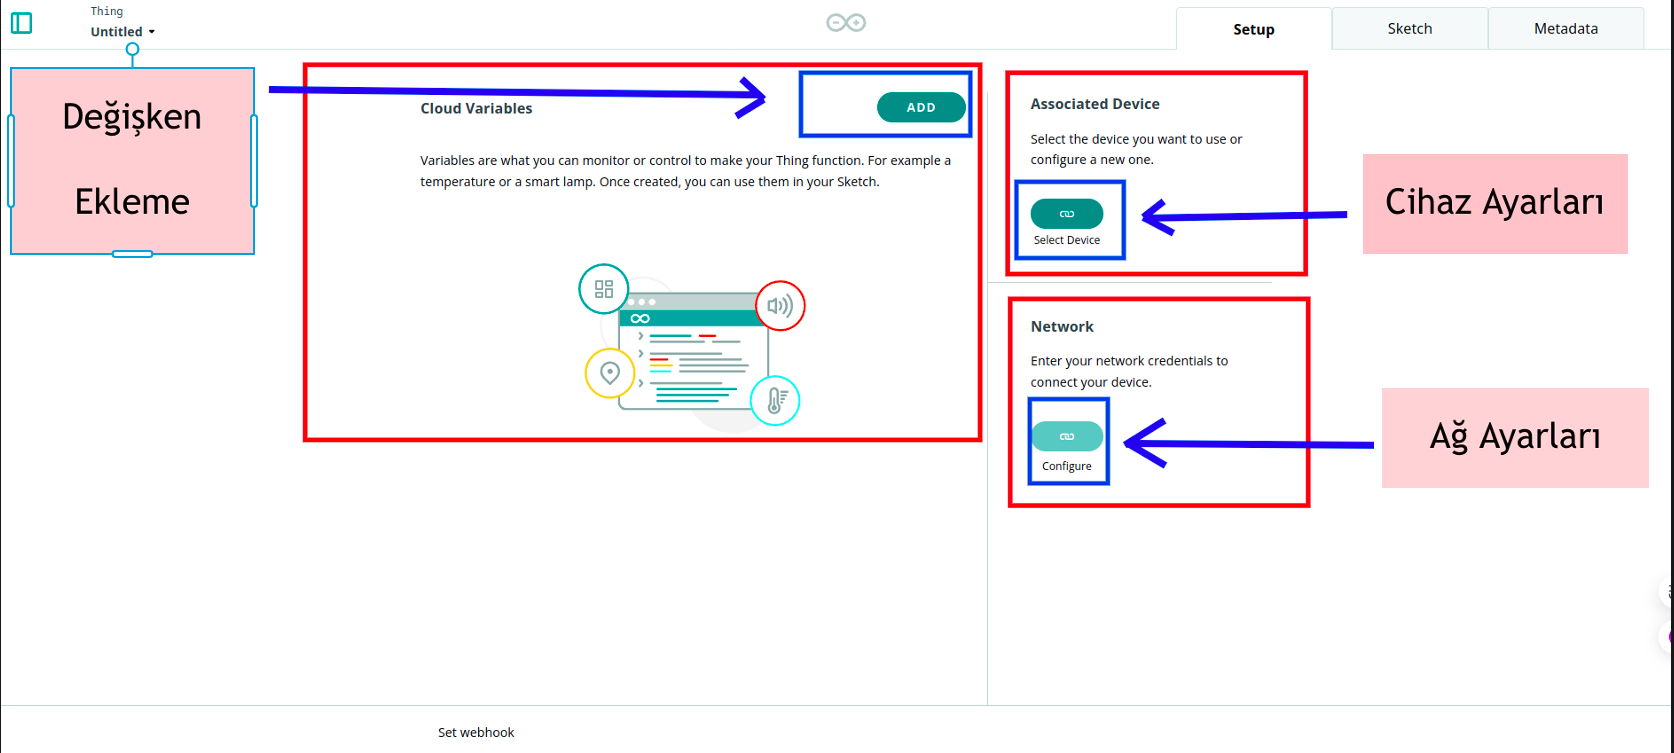 Thing
Untitled
Setup
Sketch
Metadata
Değişken
Ekleme
Cloud Variables
ADD
Variables are what you can monitor or control to make your Thing function. For example a
temperature or a smart lamp. Once created, you can use them in your Sketch.
Associated Device
Select the device you want to use or
configure a new one.
Select Device
Cihaz Ayarları
Network
Enter your network credentials to
connect your device.
Configure
Ağ Ayarları
Set webhook